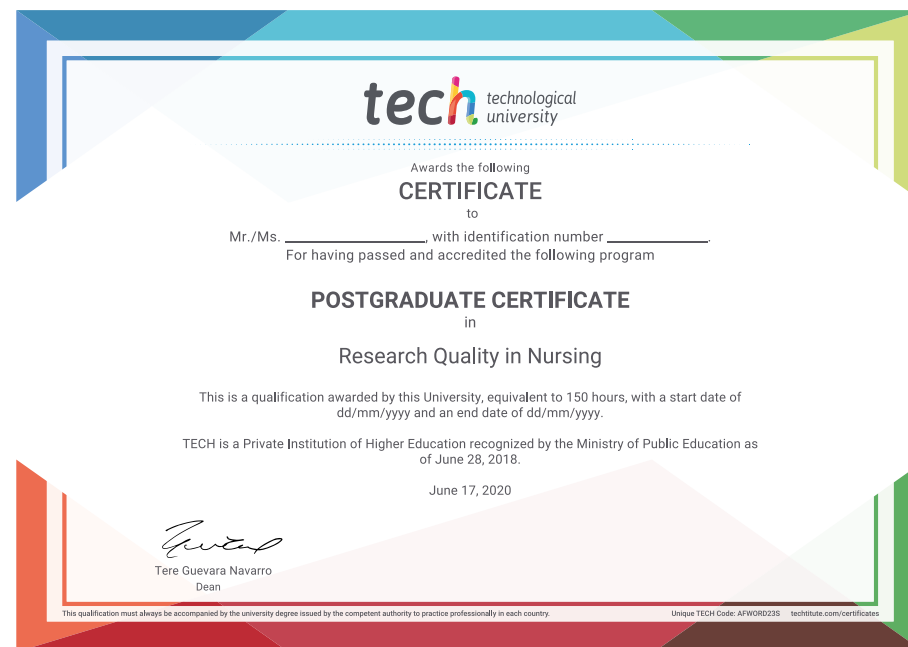 tech technological
university
Awards the following
CERTIFICATE
to
Mr./Ms. ____________________, with identification number __________________.
For having passed and accredited the following program
POSTGRADUATE CERTIFICATE
in
Research Quality in Nursing
This is a qualification awarded by this University, equivalent to 150 hours, with a start date of
dd/mm/yyyy and an end date of dd/mm/yyyy.
TECH is a Private Institution of Higher Education recognized by the Ministry of Public Education as
of June 28, 2018.
June 17, 2020
Tere Guevara Navarro
Dean
This qualification must always be accompanied by the university degree issued by the competent authority to practice professionally in each country. Unique TECH Code: AFWORD23S techtitute.com/certificates